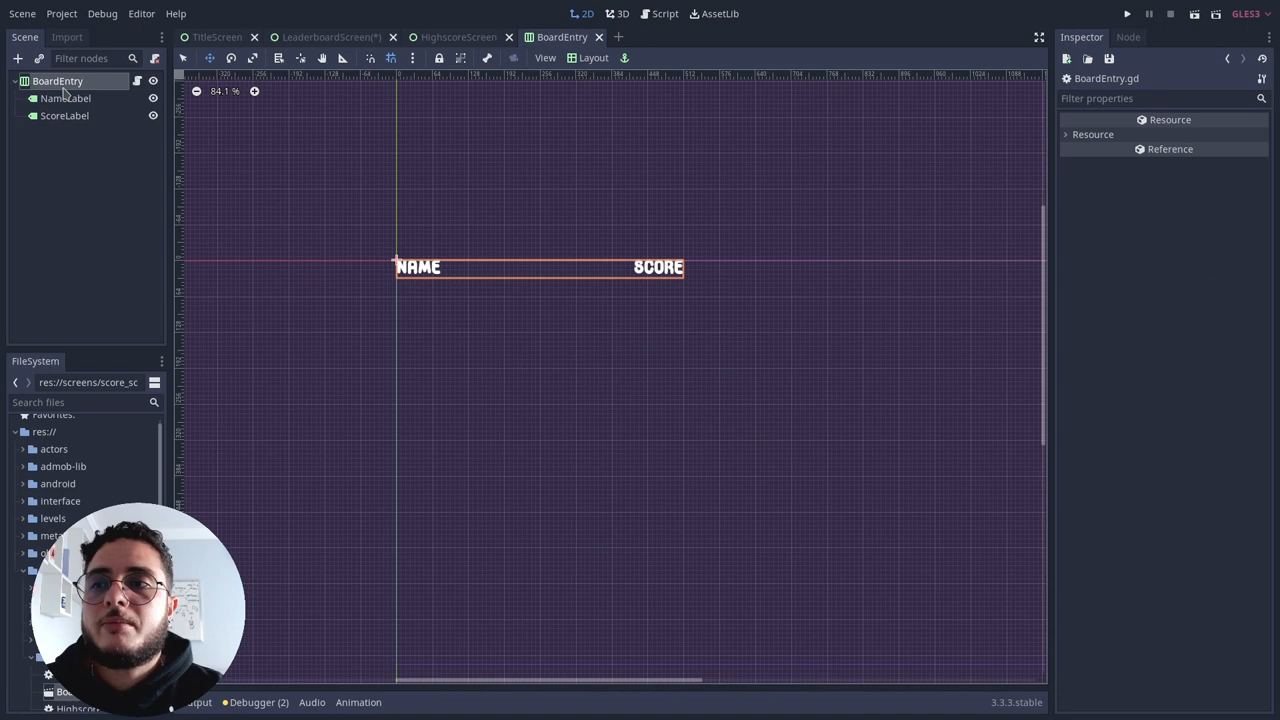 Scene Project Debug Editor Help
2D 3D Script AssetLib
GLES3
Scene Import
TitleScreen LeaderboardScreen(*) HighscoreScreen BoardEntry
Inspector Node
Filter nodes
View Layout
BoardEntry
NameLabel
ScoreLabel
84.1 %
BoardEntry.gd
Filter properties
Resource
Resource
Reference
NAME SCORE
FileSystem
res://screens/score_sc
Search files
Favorites:
res://
actors
admob-lib
android
interface
levels
Debugger (2) Audio Animation
3.3.3.stable